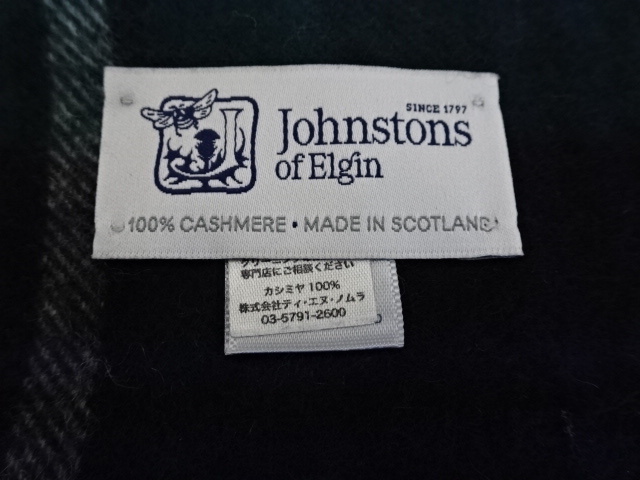 SINCE 1797
Johnstons
of Elgin
100% CASHMERE • MADE IN SCOTLAND
専門店にご相談ください
カシミヤ 100%
株式会社ティ・エヌ・ノムラ
03-5791-2600